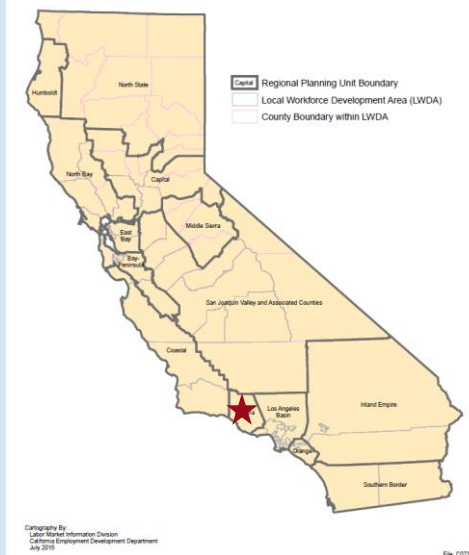 Capital Regional Planning Unit Boundary
Local Workforce Development Area (LWDA)
County Boundary within LWDA
Humboldt
North State
North Bay
Capital
East
Bay
Bay-
Peninsula
Middle Sierra
San Joaquin Valley and Associated Counties
Coastal
Los Angeles
Basin
Inland Empire
Orange
Southern Border
Cartography By:
Labor Market Information Division
California Employment Development Department
July 2015